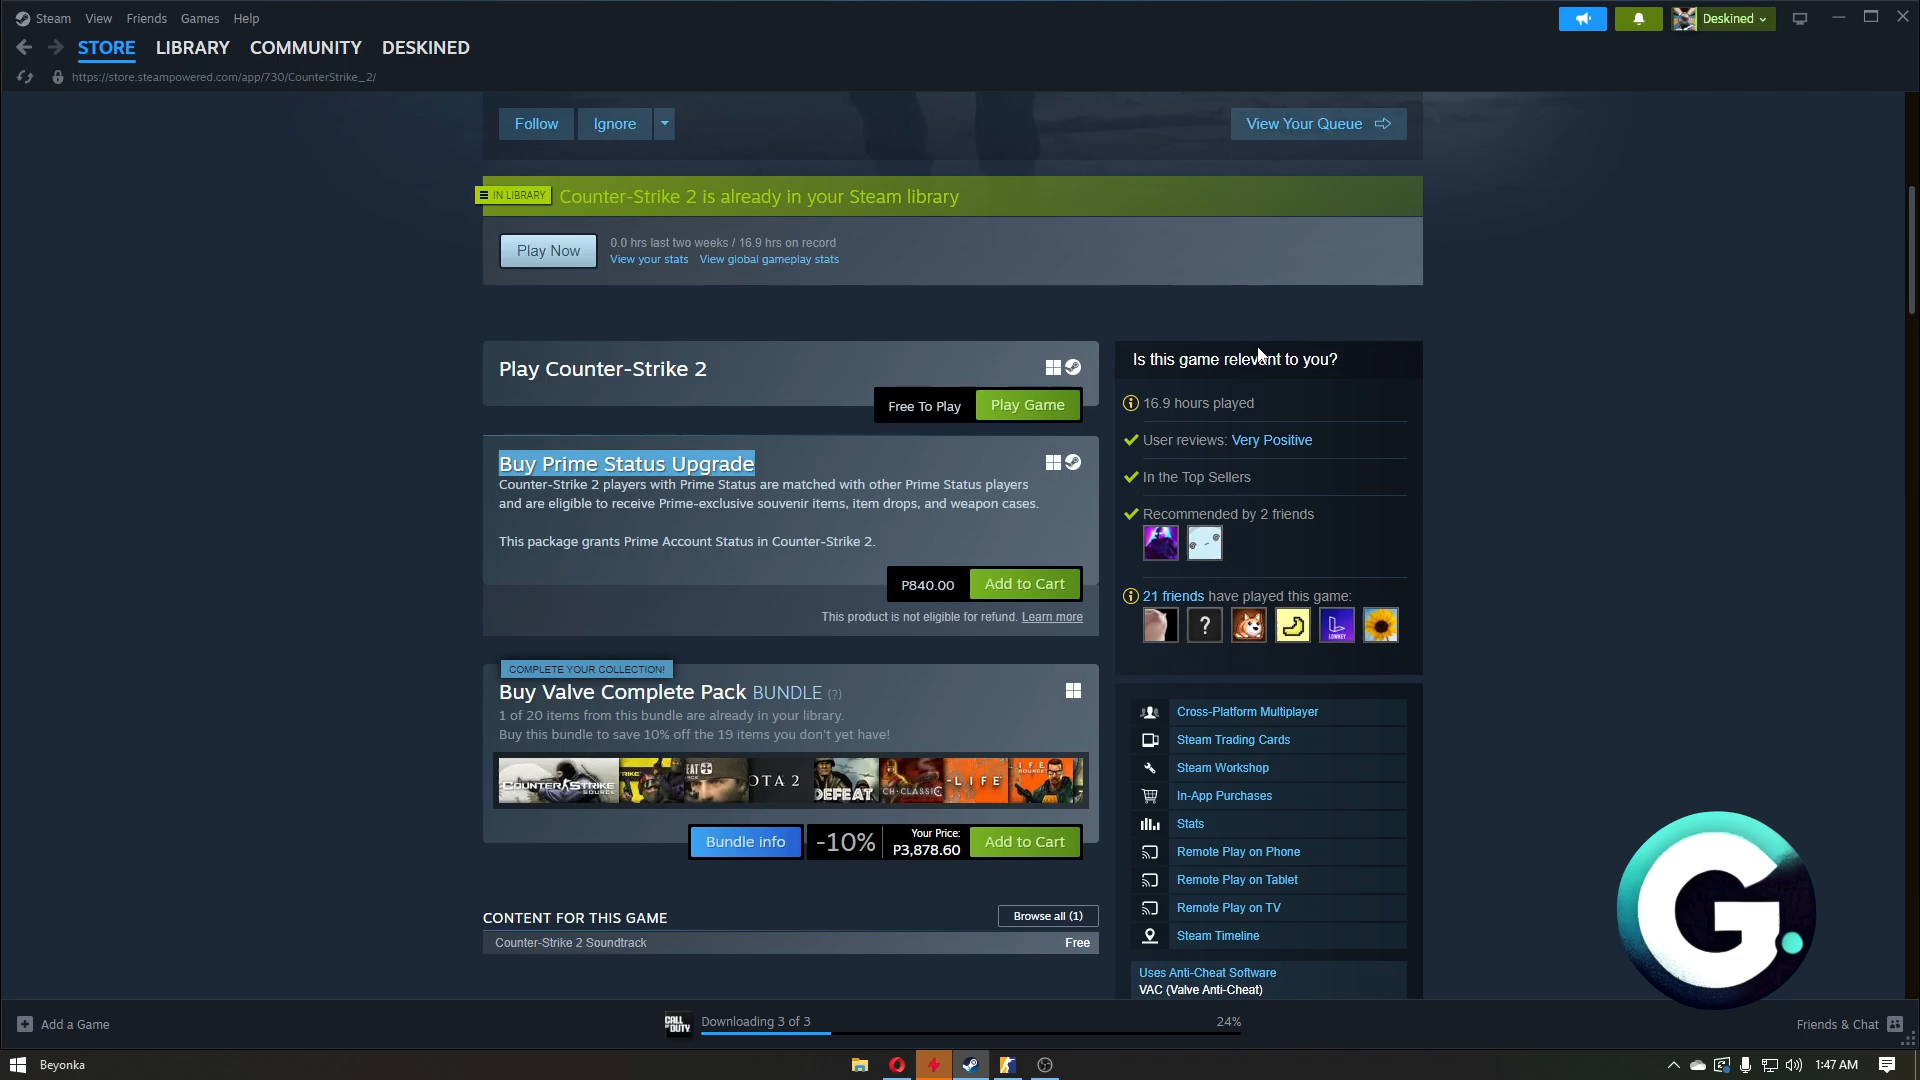 Steam View Friends Games Help
Deskined
STORE LIBRARY COMMUNITY DESKINED
https://store.steampowered.com/app/730/CounterStrike_2/
Follow Ignore
View Your Queue
IN LIBRARY
Counter-Strike 2 is already in your Steam library
Play Now
0.0 hrs last two weeks / 16.9 hrs on record
View your stats View global gameplay stats
Play Counter-Strike 2
Free To Play Play Game
Buy Prime Status Upgrade
Counter-Strike 2 players with Prime Status are matched with other Prime Status players
and are eligible to receive Prime-exclusive souvenir items, item drops, and weapon cases.
This package grants Prime Account Status in Counter-Strike 2.
P840.00 Add to Cart
This product is not eligible for refund. Learn more
COMPLETE YOUR COLLECTION!
Buy Valve Complete Pack BUNDLE (?)
1 of 20 items from this bundle are already in your library.
Buy this bundle to save 10% off the 19 items you don't yet have!
COUNTER STRIKE
SOURCE
OTA 2
DEFEAT
CH-CLASSIC
-LIFE
Bundle info
-10%
Your Price:
P3,878.60
Add to Cart
CONTENT FOR THIS GAME
Browse all (1)
Counter-Strike 2 Soundtrack
Free
Is this game relevant to you?
16.9 hours played
User reviews: Very Positive
In the Top Sellers
Recommended by 2 friends
21 friends have played this game:
?
LOWKEY
Cross-Platform Multiplayer
Steam Trading Cards
Steam Workshop
In-App Purchases
Stats
Remote Play on Phone
Remote Play on Tablet
Remote Play on TV
Steam Timeline
Uses Anti-Cheat Software
VAC (Valve Anti-Cheat)
G
Add a Game
CALL OF DUTY
Downloading 3 of 3
24%
Friends & Chat
Beyonka
1:47 AM